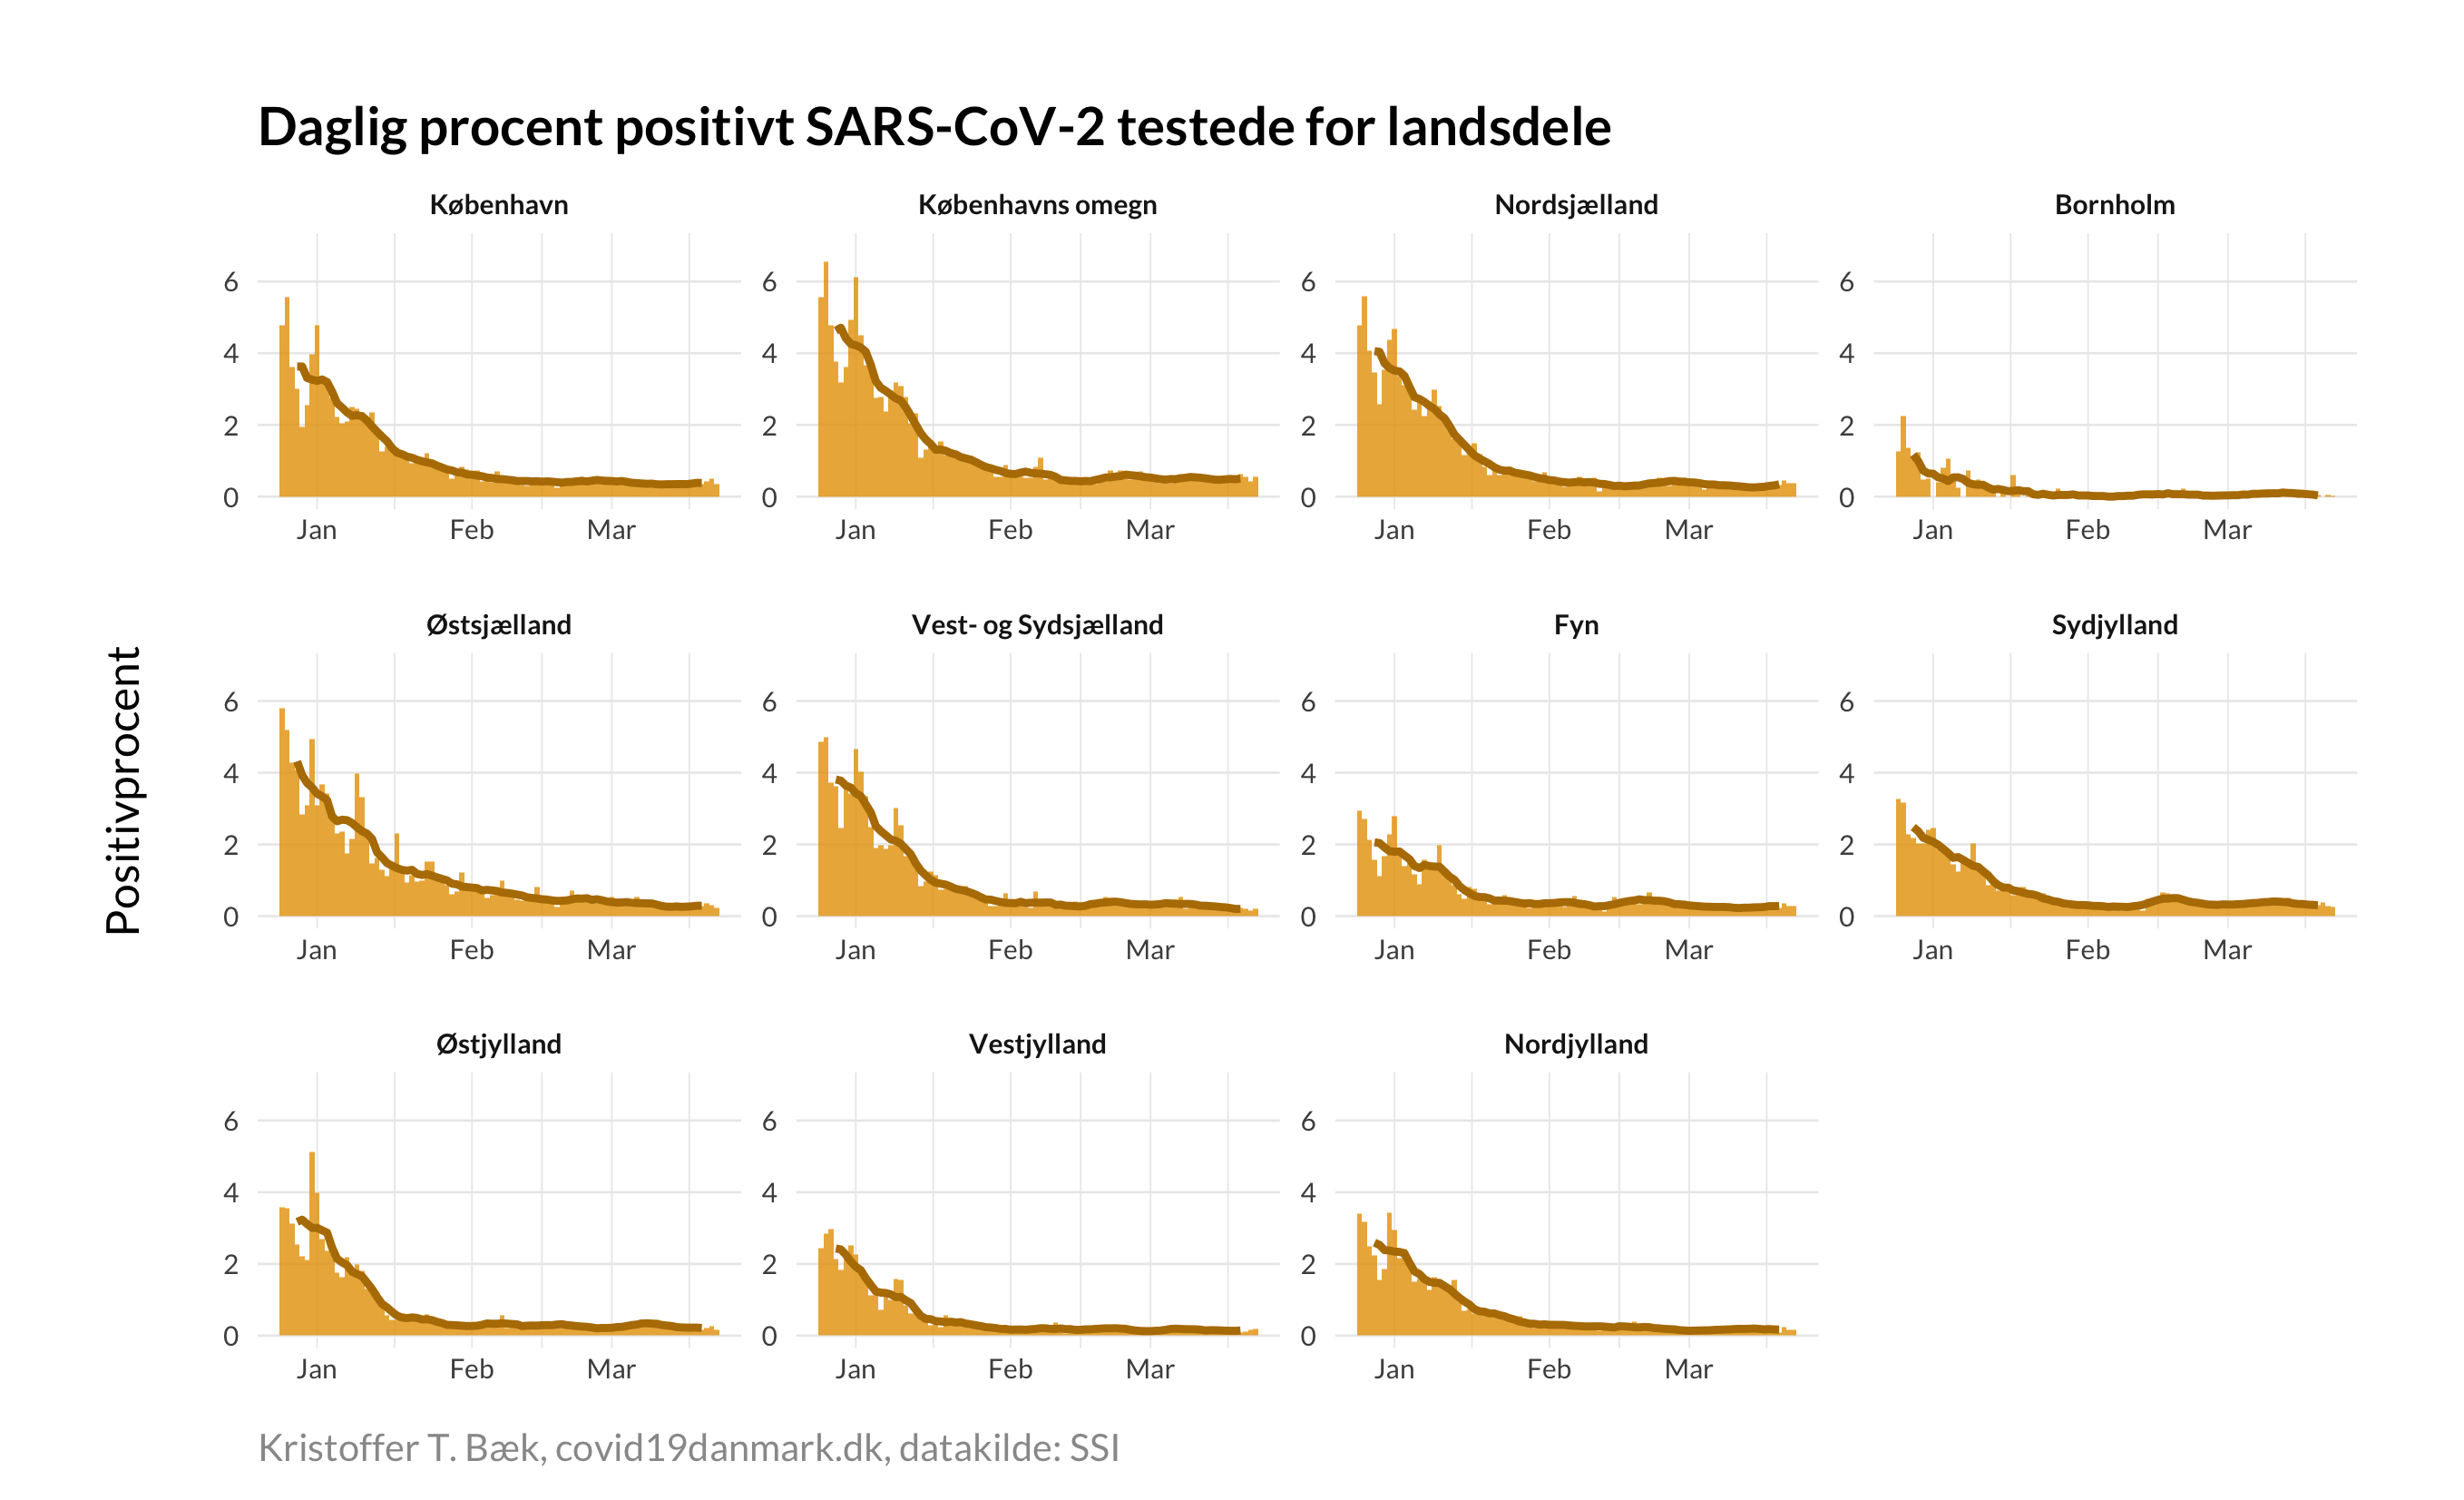 Daglig procent positivt SARS-CoV-2 testede for landsdele
København Københavns omegn Nordsjælland Bornholm
6 6 6 6
4 4 4 4
2 2 2 2
0 0 0 0
Jan Feb Mar Jan Feb Mar Jan Feb Mar Jan Feb Mar
Positivprocent
Østsjælland Vest- og Sydsjælland Fyn Sydjylland
6 6 6 6
4 4 4 4
2 2 2 2
0 0 0 0
Jan Feb Mar Jan Feb Mar Jan Feb Mar Jan Feb Mar
Østjylland Vestjylland Nordjylland
6 6 6
4 4 4
2 2 2
0 0 0
Jan Feb Mar Jan Feb Mar Jan Feb Mar
Kristoffer T. Bæk, covid19danmark.dk, datakilde: SSI